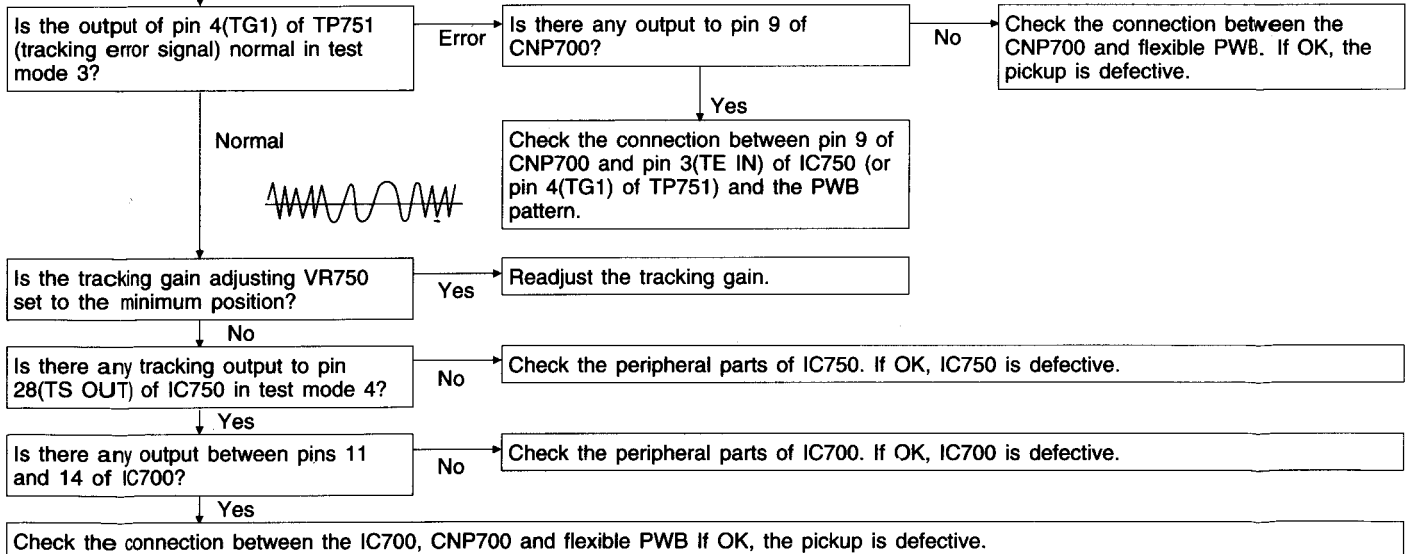 Is the output of pin 4(TG1) of TP751
(tracking error signal) normal in test
mode 3?
Error
Is there any output to pin 9 of
CNP700?
No
Check the connection between the
CNP700 and flexible PWB. If OK, the
pickup is defective.
Yes
Normal
Check the connection between pin 9 of
CNP700 and pin 3(TE IN) of IC750 (or
pin 4(TG1) of TP751) and the PWB
pattern.
Is the tracking gain adjusting VR750
set to the minimum position?
Yes
Readjust the tracking gain.
No
Is there any tracking output to pin
28(TS OUT) of IC750 in test mode 4?
No
Check the peripheral parts of IC750. If OK, IC750 is defective.
Yes
Is there any output between pins 11
and 14 of IC700?
No
Check the peripheral parts of IC700. If OK, IC700 is defective.
Yes
Check the connection between the IC700, CNP700 and flexible PWB If OK, the pickup is defective.